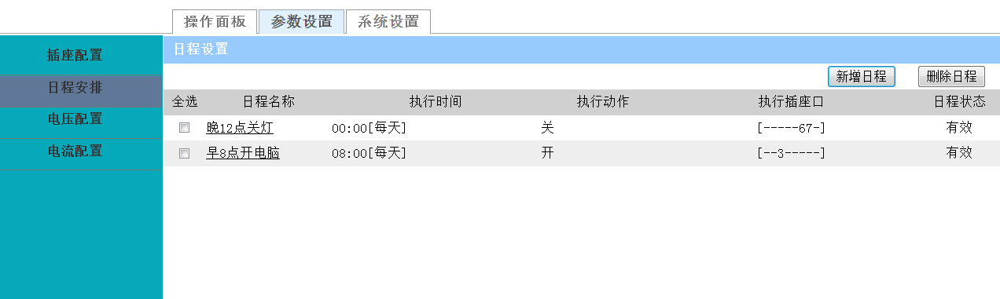 操作面板 参数设置 系统设置
插座配置
日程安排
电压配置
电流配置
日程设置
新增日程 删除日程
全选 日程名称 执行时间 执行动作 执行插座口 日程状态
晚12点关灯 00:00[每天] 关 [-----67-] 有效
早8点开电脑 08:00[每天] 开 [--3-----] 有效